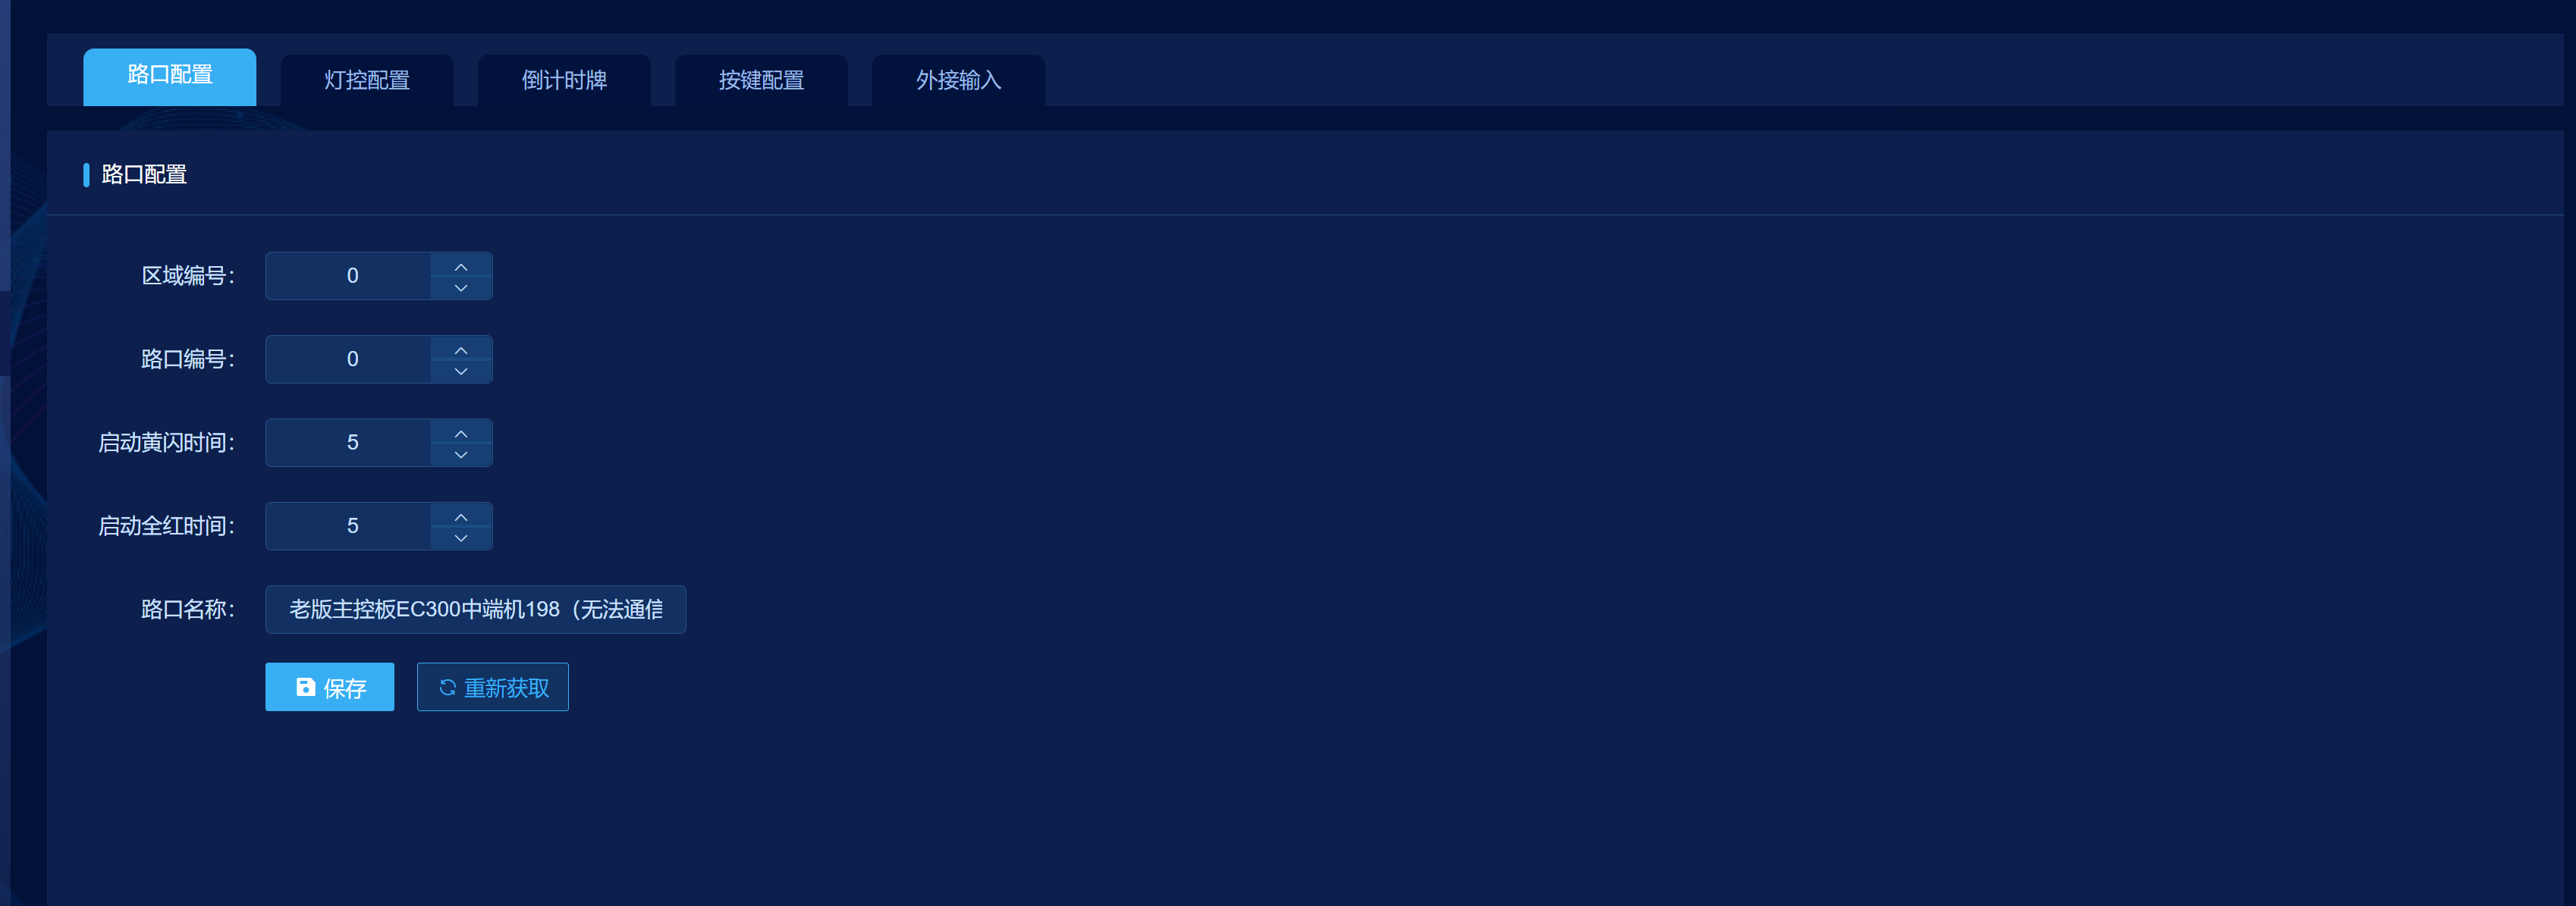 路口配置 灯控配置 倒计时牌 按键配置 外接输入
路口配置
区域编号： 0
路口编号： 0
启动黄闪时间： 5
启动全红时间： 5
路口名称： 老版主控板EC300中端机198（无法通信
保存 重新获取